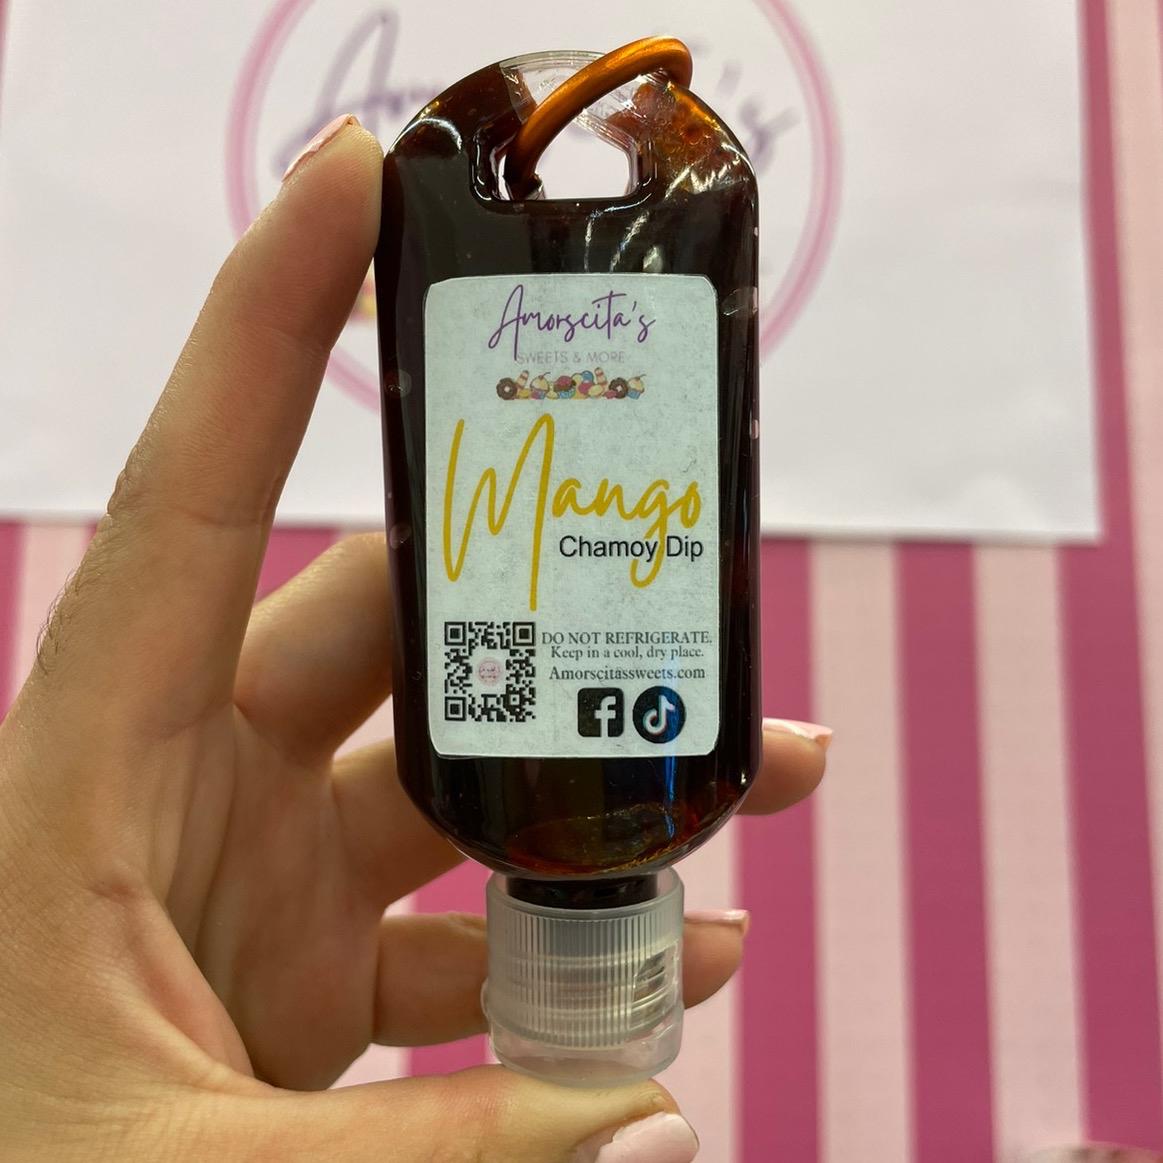 Amorscita's
SWEETS & MORE
Mango
Chamoy Dip
DO NOT REFRIGERATE.
Keep in a cool, dry place.
Amorscitassweets.com